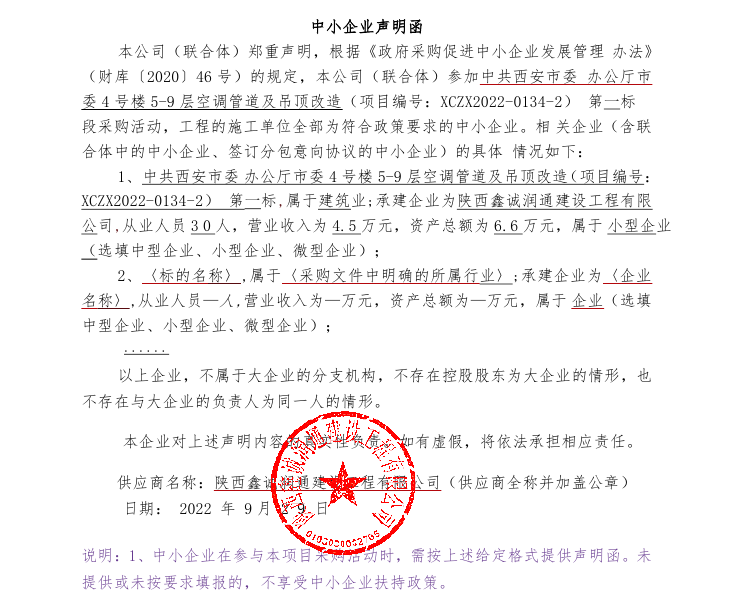 中小企业声明函
本公司（联合体）郑重声明，根据《政府采购促进中小企业发展管理 办法》
（财库〔2020〕46 号）的规定，本公司（联合体）参加中共西安市委 办公厅市
委 4 号楼 5-9 层空调管道及吊顶改造（项目编号：XCZX2022-0134-2） 第一标
段采购活动，工程的施工单位全部为符合政策要求的中小企业。相 关企业（含联
合体中的中小企业、签订分包意向协议的中小企业）的具体 情况如下：
1、中共西安市委 办公厅市委 4 号楼 5-9 层空调管道及吊顶改造（项目编号：
XCZX2022-0134-2） 第一标,属于建筑业;承建企业为陕西鑫诚润通建设工程有限
公司,从业人员 30 人，营业收入为 4.5 万元，资产总额为 6.6 万元，属于 小型企业
（选填中型企业、小型企业、微型企业）；
2、〈标的名称〉,属于〈采购文件中明确的所属行业〉;承建企业为〈企业
名称〉,从业人员—人,营业收入为—万元，资产总额为—万元，属于 企业（选填
中型企业、小型企业、微型企业）；
······
以上企业，不属于大企业的分支机构，不存在控股股东为大企业的情形，也
不存在与大企业的负责人为同一人的情形。
本企业对上述声明内容的真实性负责。如有虚假，将依法承担相应责任。
供应商名称：陕西鑫诚润通建设工程有限公司（供应商全称并加盖公章）
日期： 2022 年 9 月 29 日
陕西鑫诚润通建设工程有限公司
说明：1、中小企业在参与本项目采购活动时，需按上述给定格式提供声明函。未
提供或未按要求填报的，不享受中小企业扶持政策。